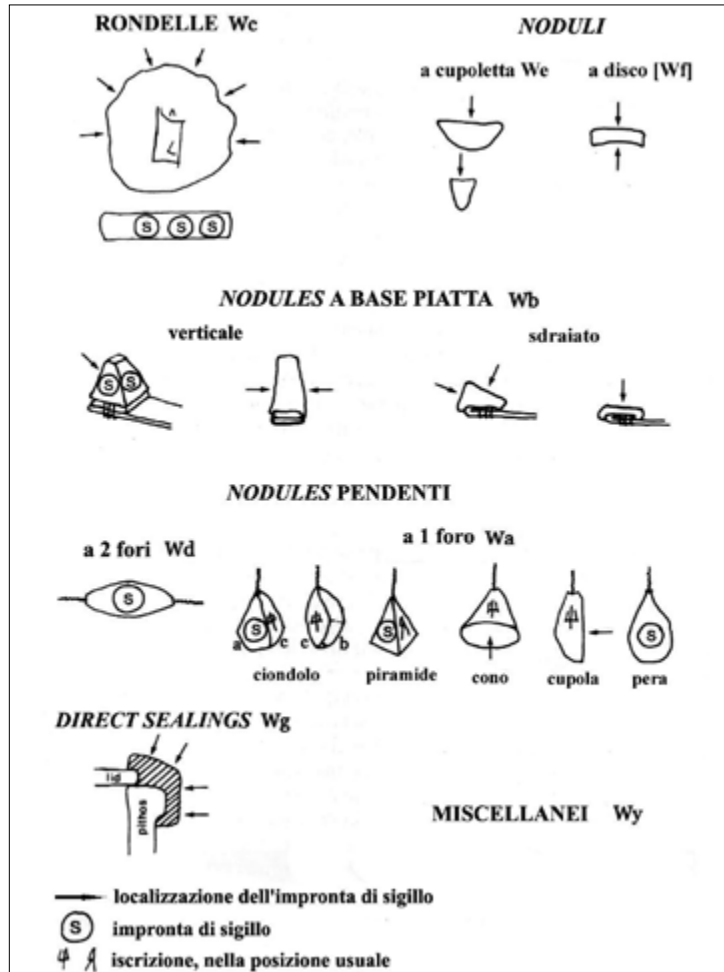 RONDELLE Wc
NODULI
a cupoletta We
a disco [Wf]
S S S
NODULES A BASE PIATTA Wb
verticale
sdraiato
S S
NODULES PENDENTI
a 2 fori Wd
a 1 foro Wa
S
S
a c
c b
S
S
ciondolo
piramide
cono
cupola
pera
DIRECT SEALINGS Wg
lid
pithos
MISCELLANEI Wy
localizzazione dell'impronta di sigillo
S impronta di sigillo
iscrizione, nella posizione usuale